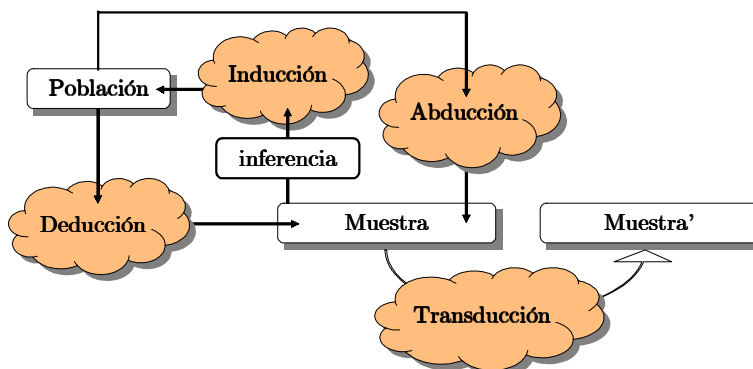 Inducción
Población
Abducción
inferencia
Deducción
Muestra
Muestra'
Transducción